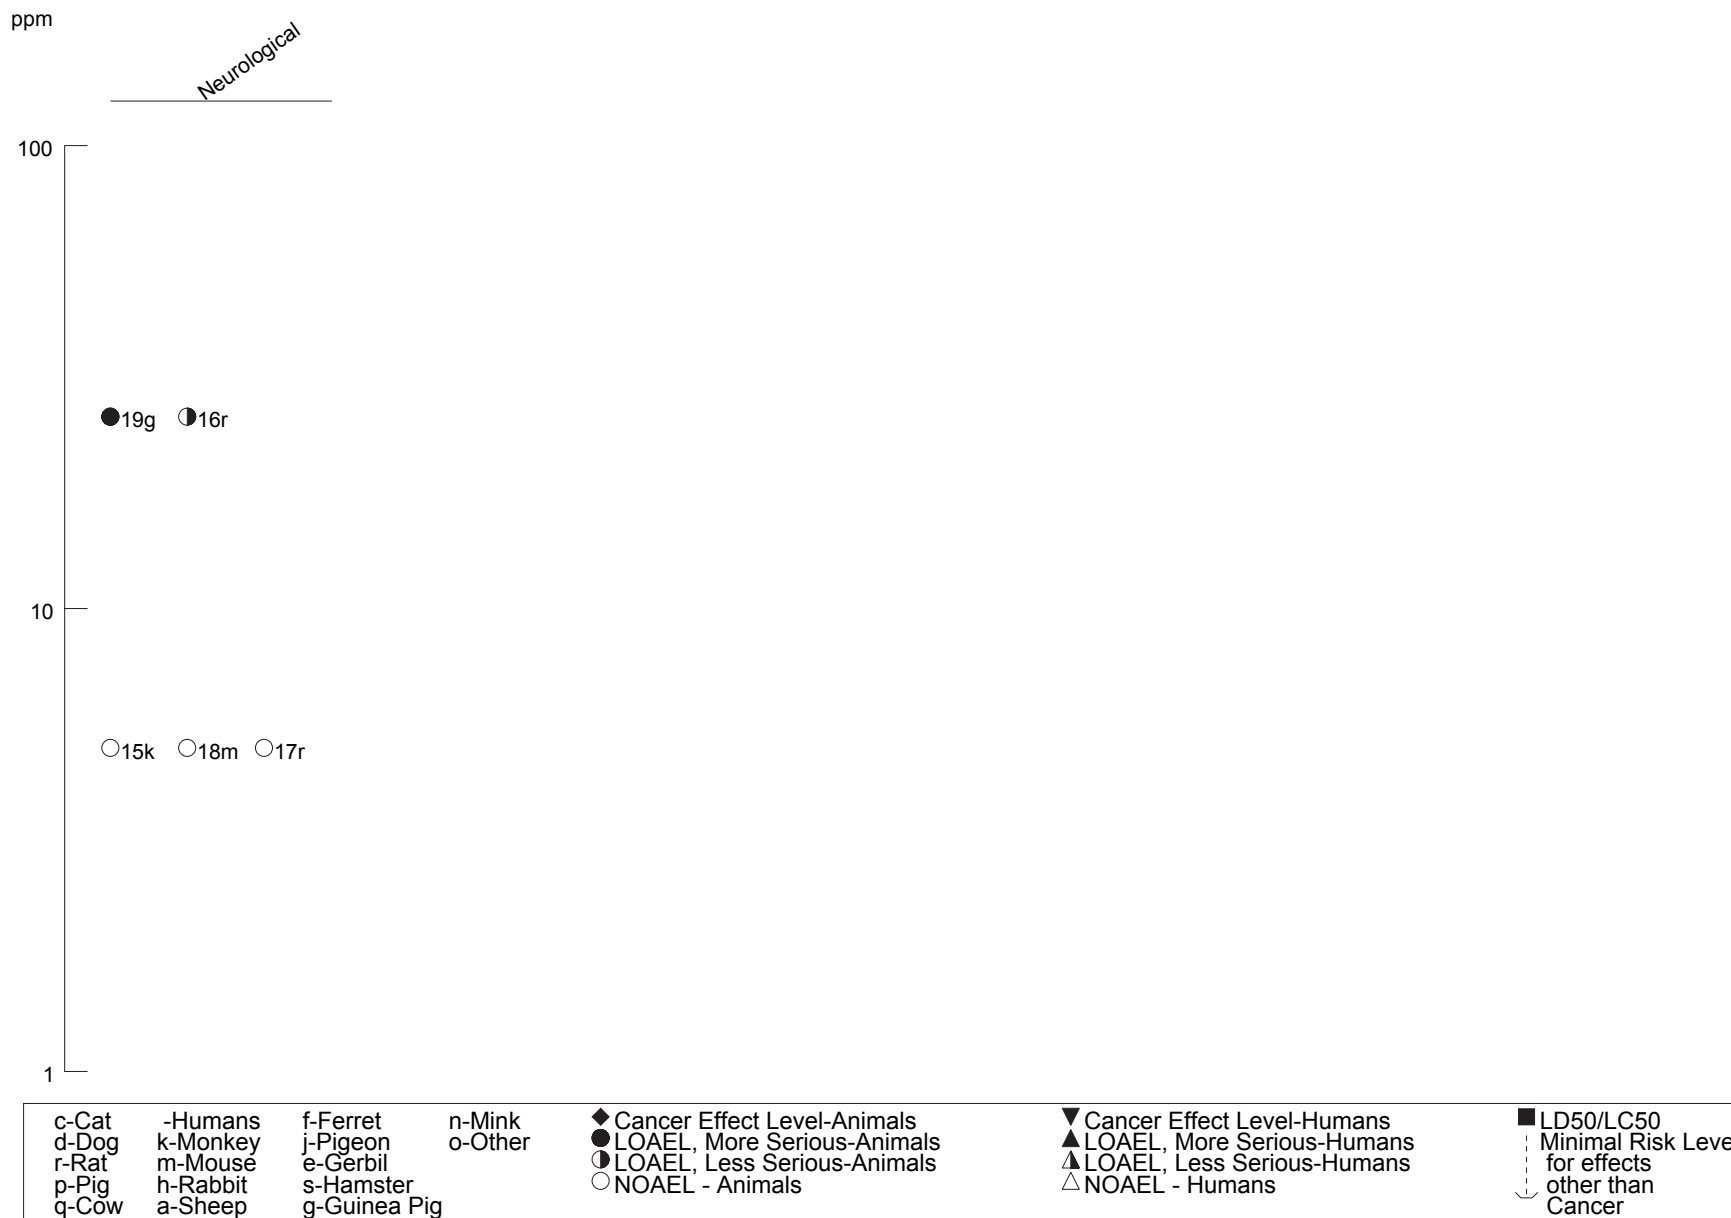 ppm
Neurological
100
19g 16r
10
15k 18m 17r
1
c-Cat -Humans f-Ferret n-Mink Cancer Effect Level-Animals Cancer Effect Level-Humans LD50/LC50
d-Dog k-Monkey j-Pigeon o-Other LOAEL, More Serious-Animals LOAEL, More Serious-Humans Minimal Risk Level
r-Rat m-Mouse e-Gerbil LOAEL, Less Serious-Animals LOAEL, Less Serious-Humans for effects
p-Pig h-Rabbit s-Hamster NOAEL - Animals NOAEL - Humans other than
q-Cow a-Sheep g-Guinea Pig Cancer